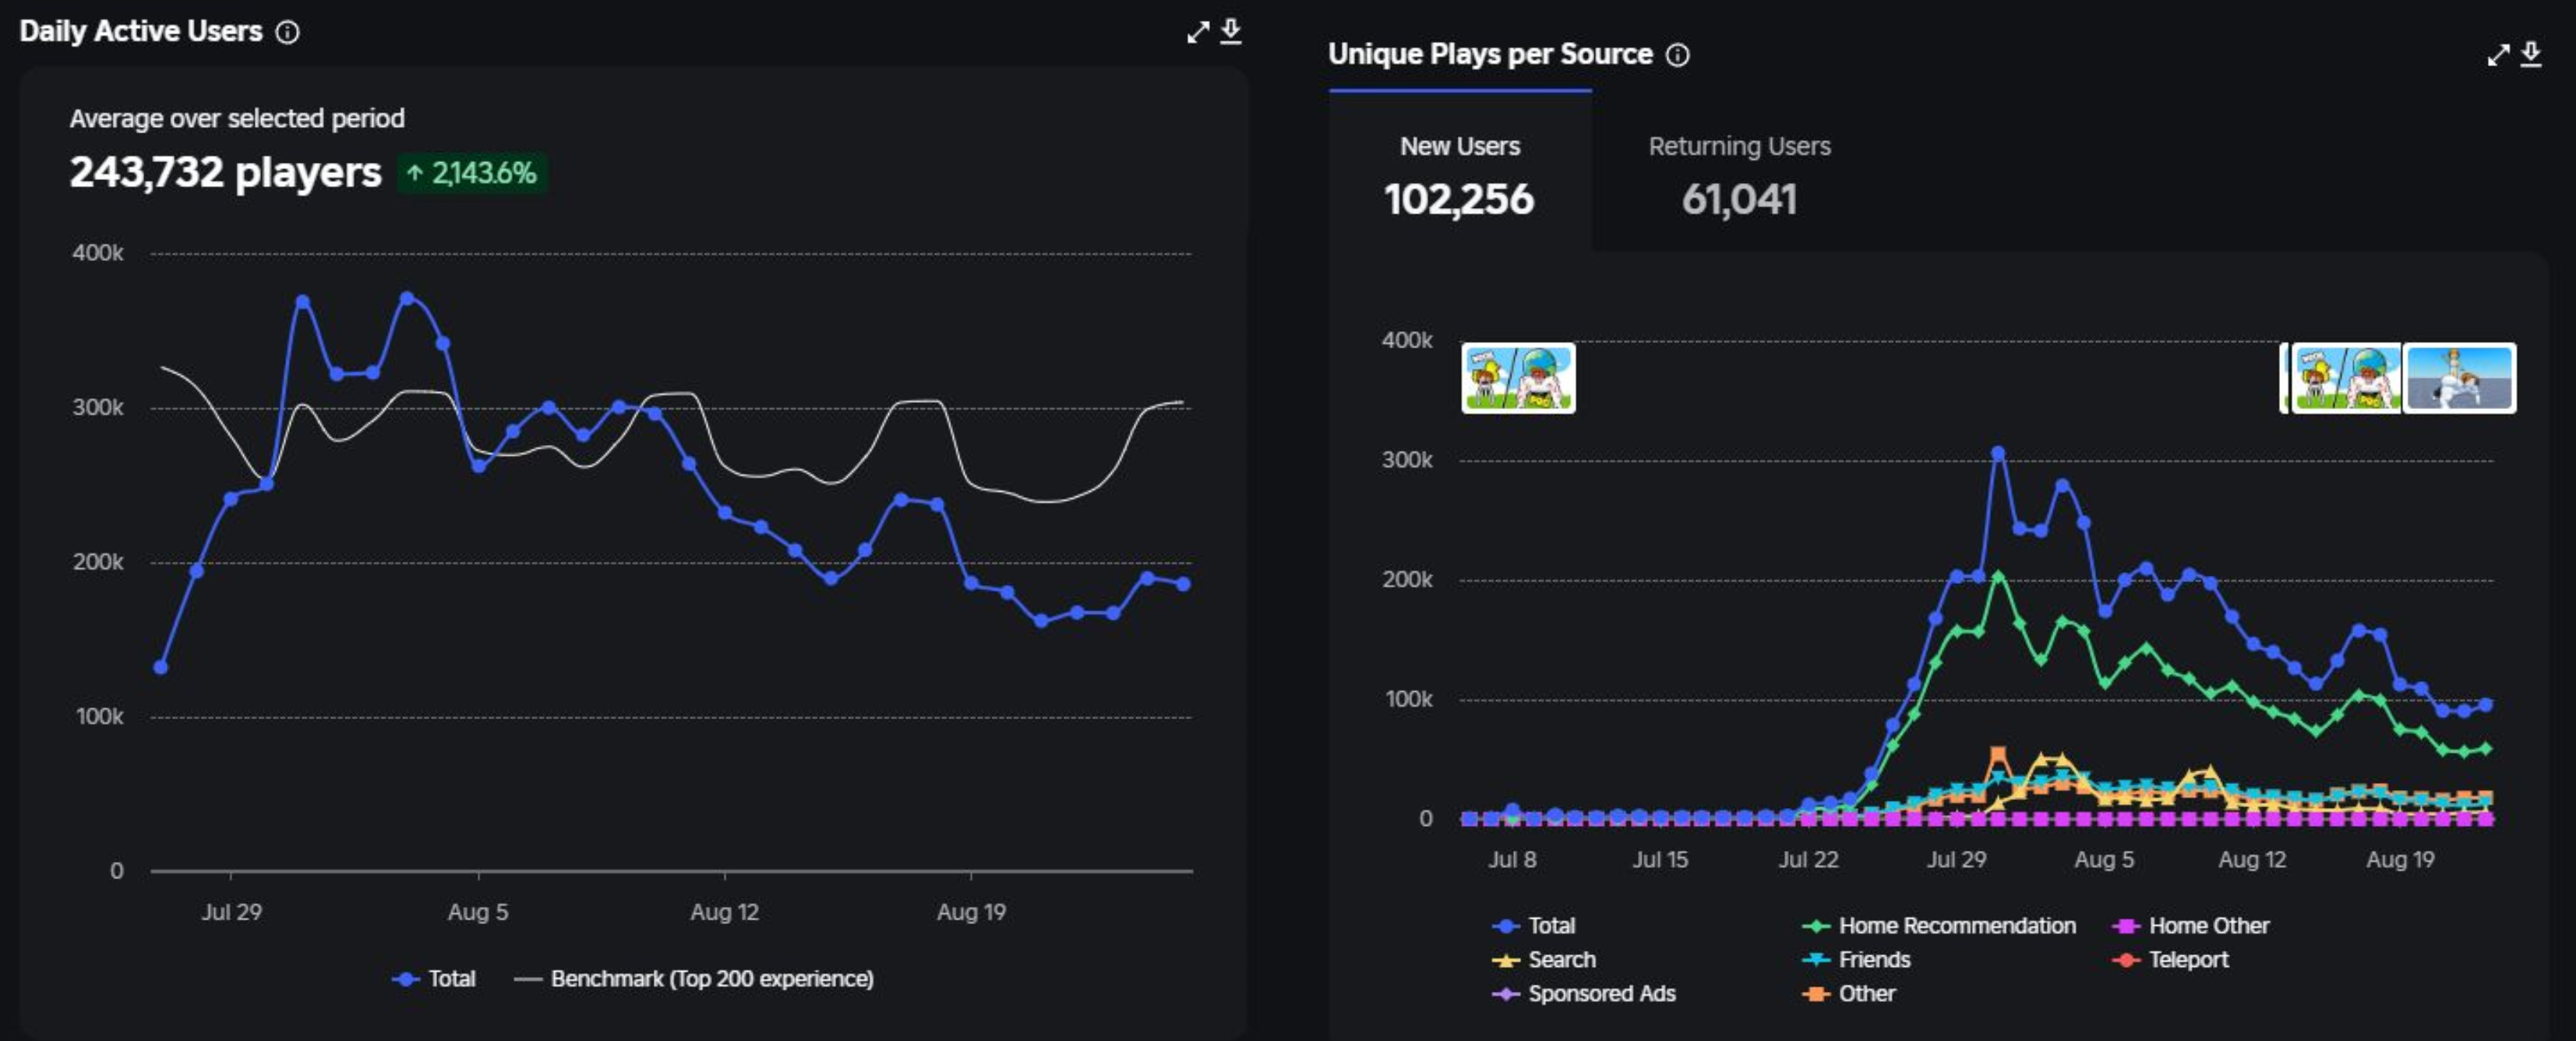 Daily Active Users
Average over selected period
243,732 players ↑ 2,143.6%
400k
300k
200k
100k
0
Jul 29 Aug 5 Aug 12 Aug 19
Total Benchmark (Top 200 experience)
Unique Plays per Source
New Users Returning Users
102,256 61,041
400k
300k
200k
100k
0
Jul 8 Jul 15 Jul 22 Jul 29 Aug 5 Aug 12 Aug 19
Total Home Recommendation Home Other
Search Friends Teleport
Sponsored Ads Other